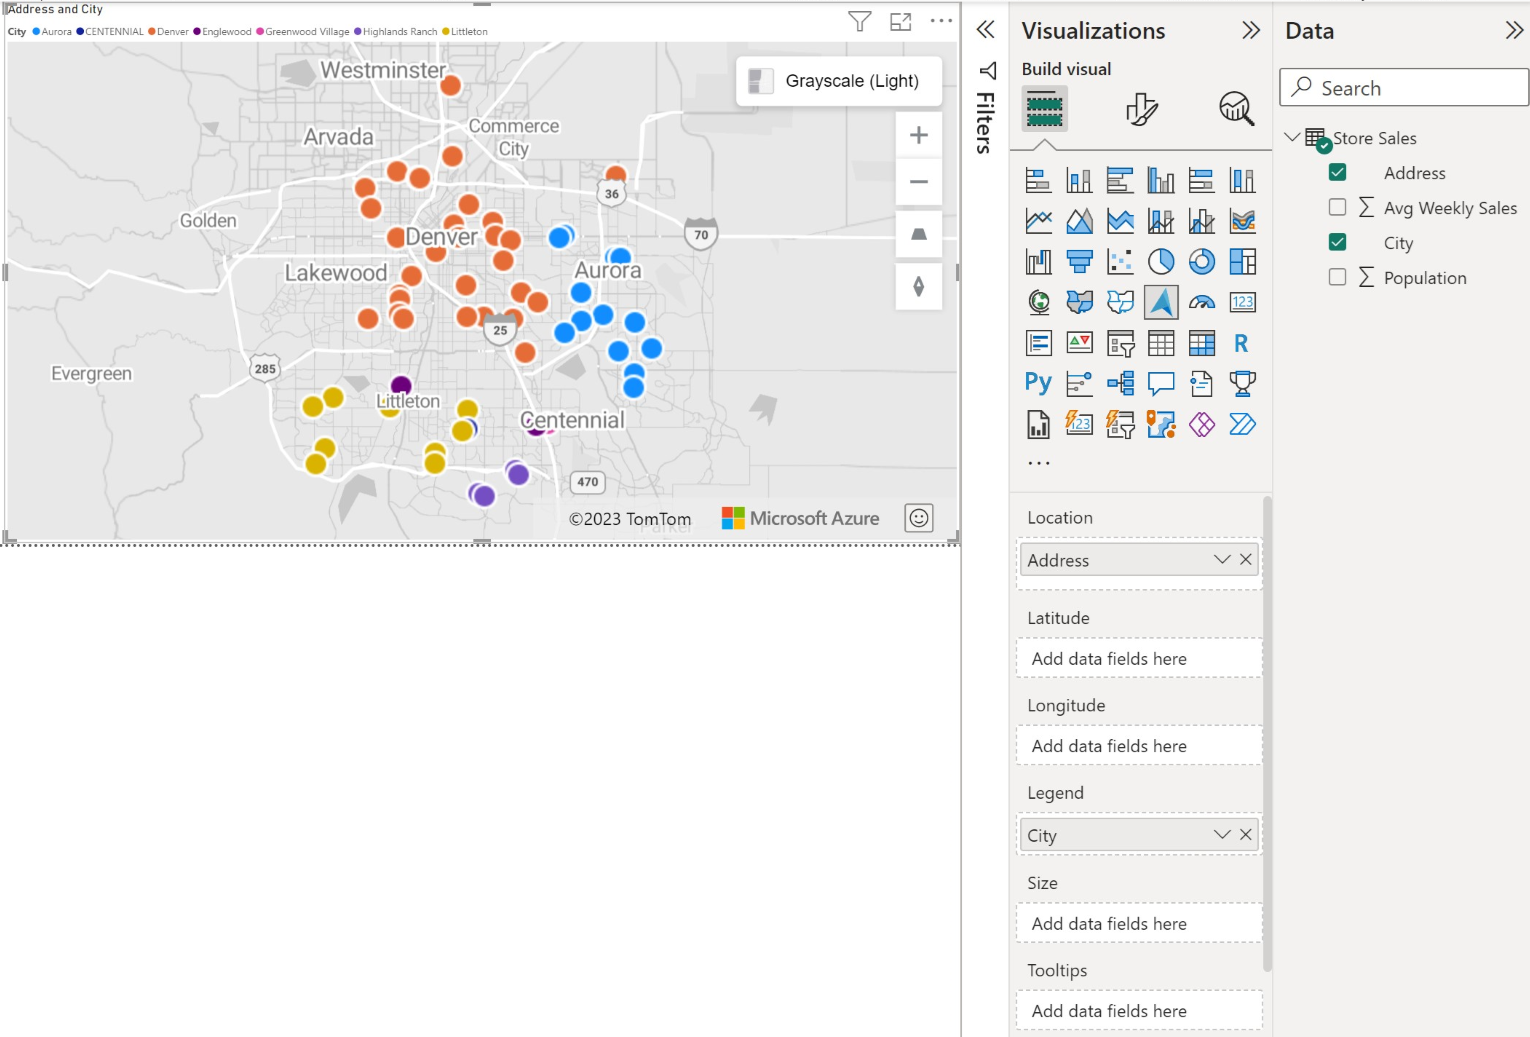 Address and City
City Aurora CENTENNIAL Denver Englewood Greenwood Village Highlands Ranch Littleton
Westminster
Grayscale (Light)
Arvada
Commerce
City
36
Golden
70
Denver
Lakewood
Aurora
25
285
Evergreen
Littleton
Centennial
470
©2023 TomTom
Microsoft Azure
Filters
Visualizations
Build visual
123
R
Py
123
Location
Address
Latitude
Add data fields here
Longitude
Add data fields here
Legend
City
Size
Add data fields here
Tooltips
Add data fields here
Data
Search
Store Sales
Address
∑ Avg Weekly Sales
City
∑ Population